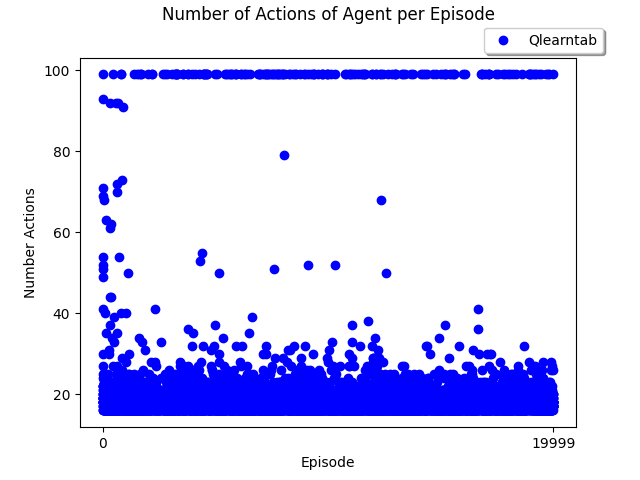 Number of Actions of Agent per Episode
Qlearntab
100
80
60
40
20
Number Actions
0
19999
Episode